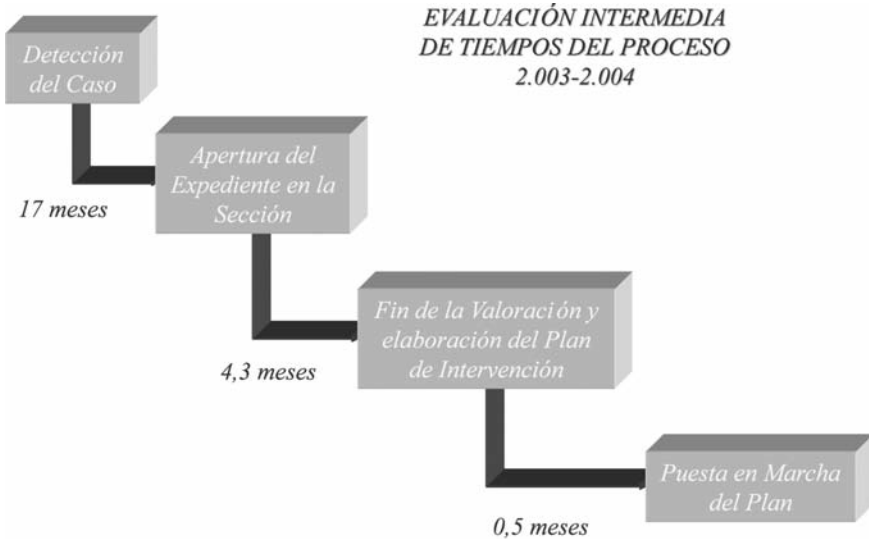 EVALUACIÓN INTERMEDIA
DE TIEMPOS DEL PROCESO
2.003-2.004
Detección
del Caso
17 meses
Apertura del
Expediente en la
Sección
4,3 meses
Fin de la Valoración y
elaboración del Plan
de Intervención
0,5 meses
Puesta en Marcha
del Plan